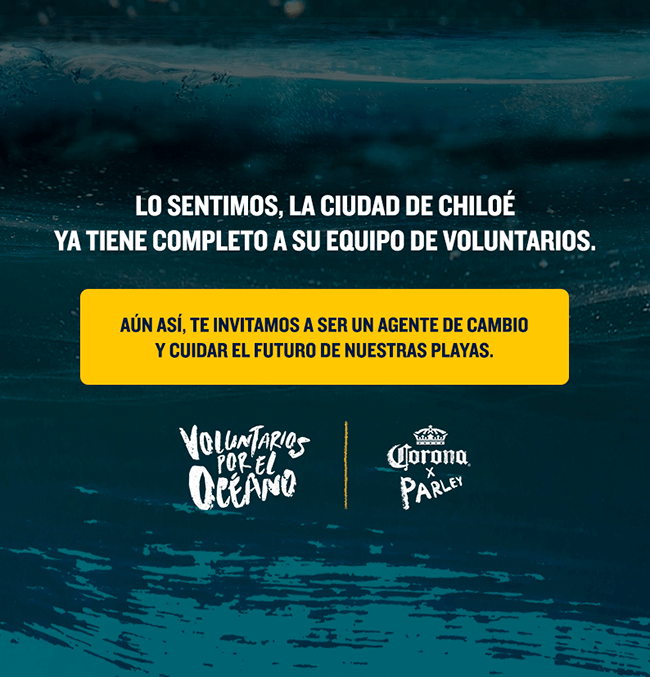 LO SENTIMOS, LA CIUDAD DE CHILOÉ
YA TIENE COMPLETO A SU EQUIPO DE VOLUNTARIOS.
AÚN ASÍ, TE INVITAMOS A SER UN AGENTE DE CAMBIO
Y CUIDAR EL FUTURO DE NUESTRAS PLAYAS.
VOLUNTARIOS
POR EL
OCÉANO
Corona
X
PARLEY